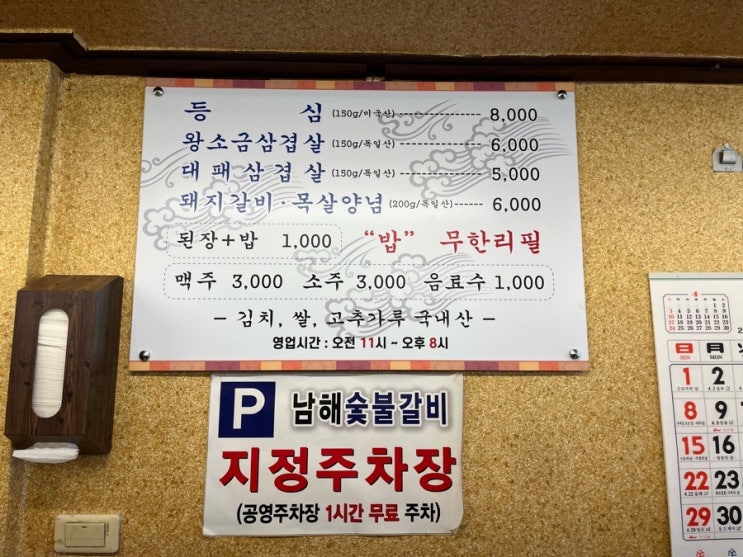 등 심 (150g/미국산) 8,000
왕소금삼겹살 (150g/독일산) 6,000
대패삼겹살 (150g/독일산) 5,000
돼지갈비·목살양념 (200g/독일산) 6,000
된장+밥 1,000 "밥" 무한리필
맥주 3,000 소주 3,000 음료수 1,000
- 김치, 쌀, 고추가루 국내산 -
영업시간 : 오전 11시 ~ 오후 8시
P 남해숯불갈비
지정주차장
(공영주차장 1시간 무료 주차)
4
日 SUN MON
1 2
8 9
15 16
22 23
29 30